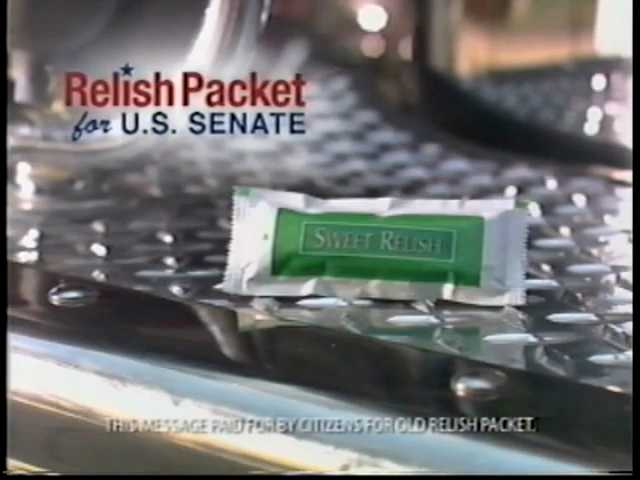 Relish Packet
for U.S. SENATE
SWEET RELISH
THIS MESSAGE PAID FOR BY CITIZENS FOR OLD RELISH PACKET.